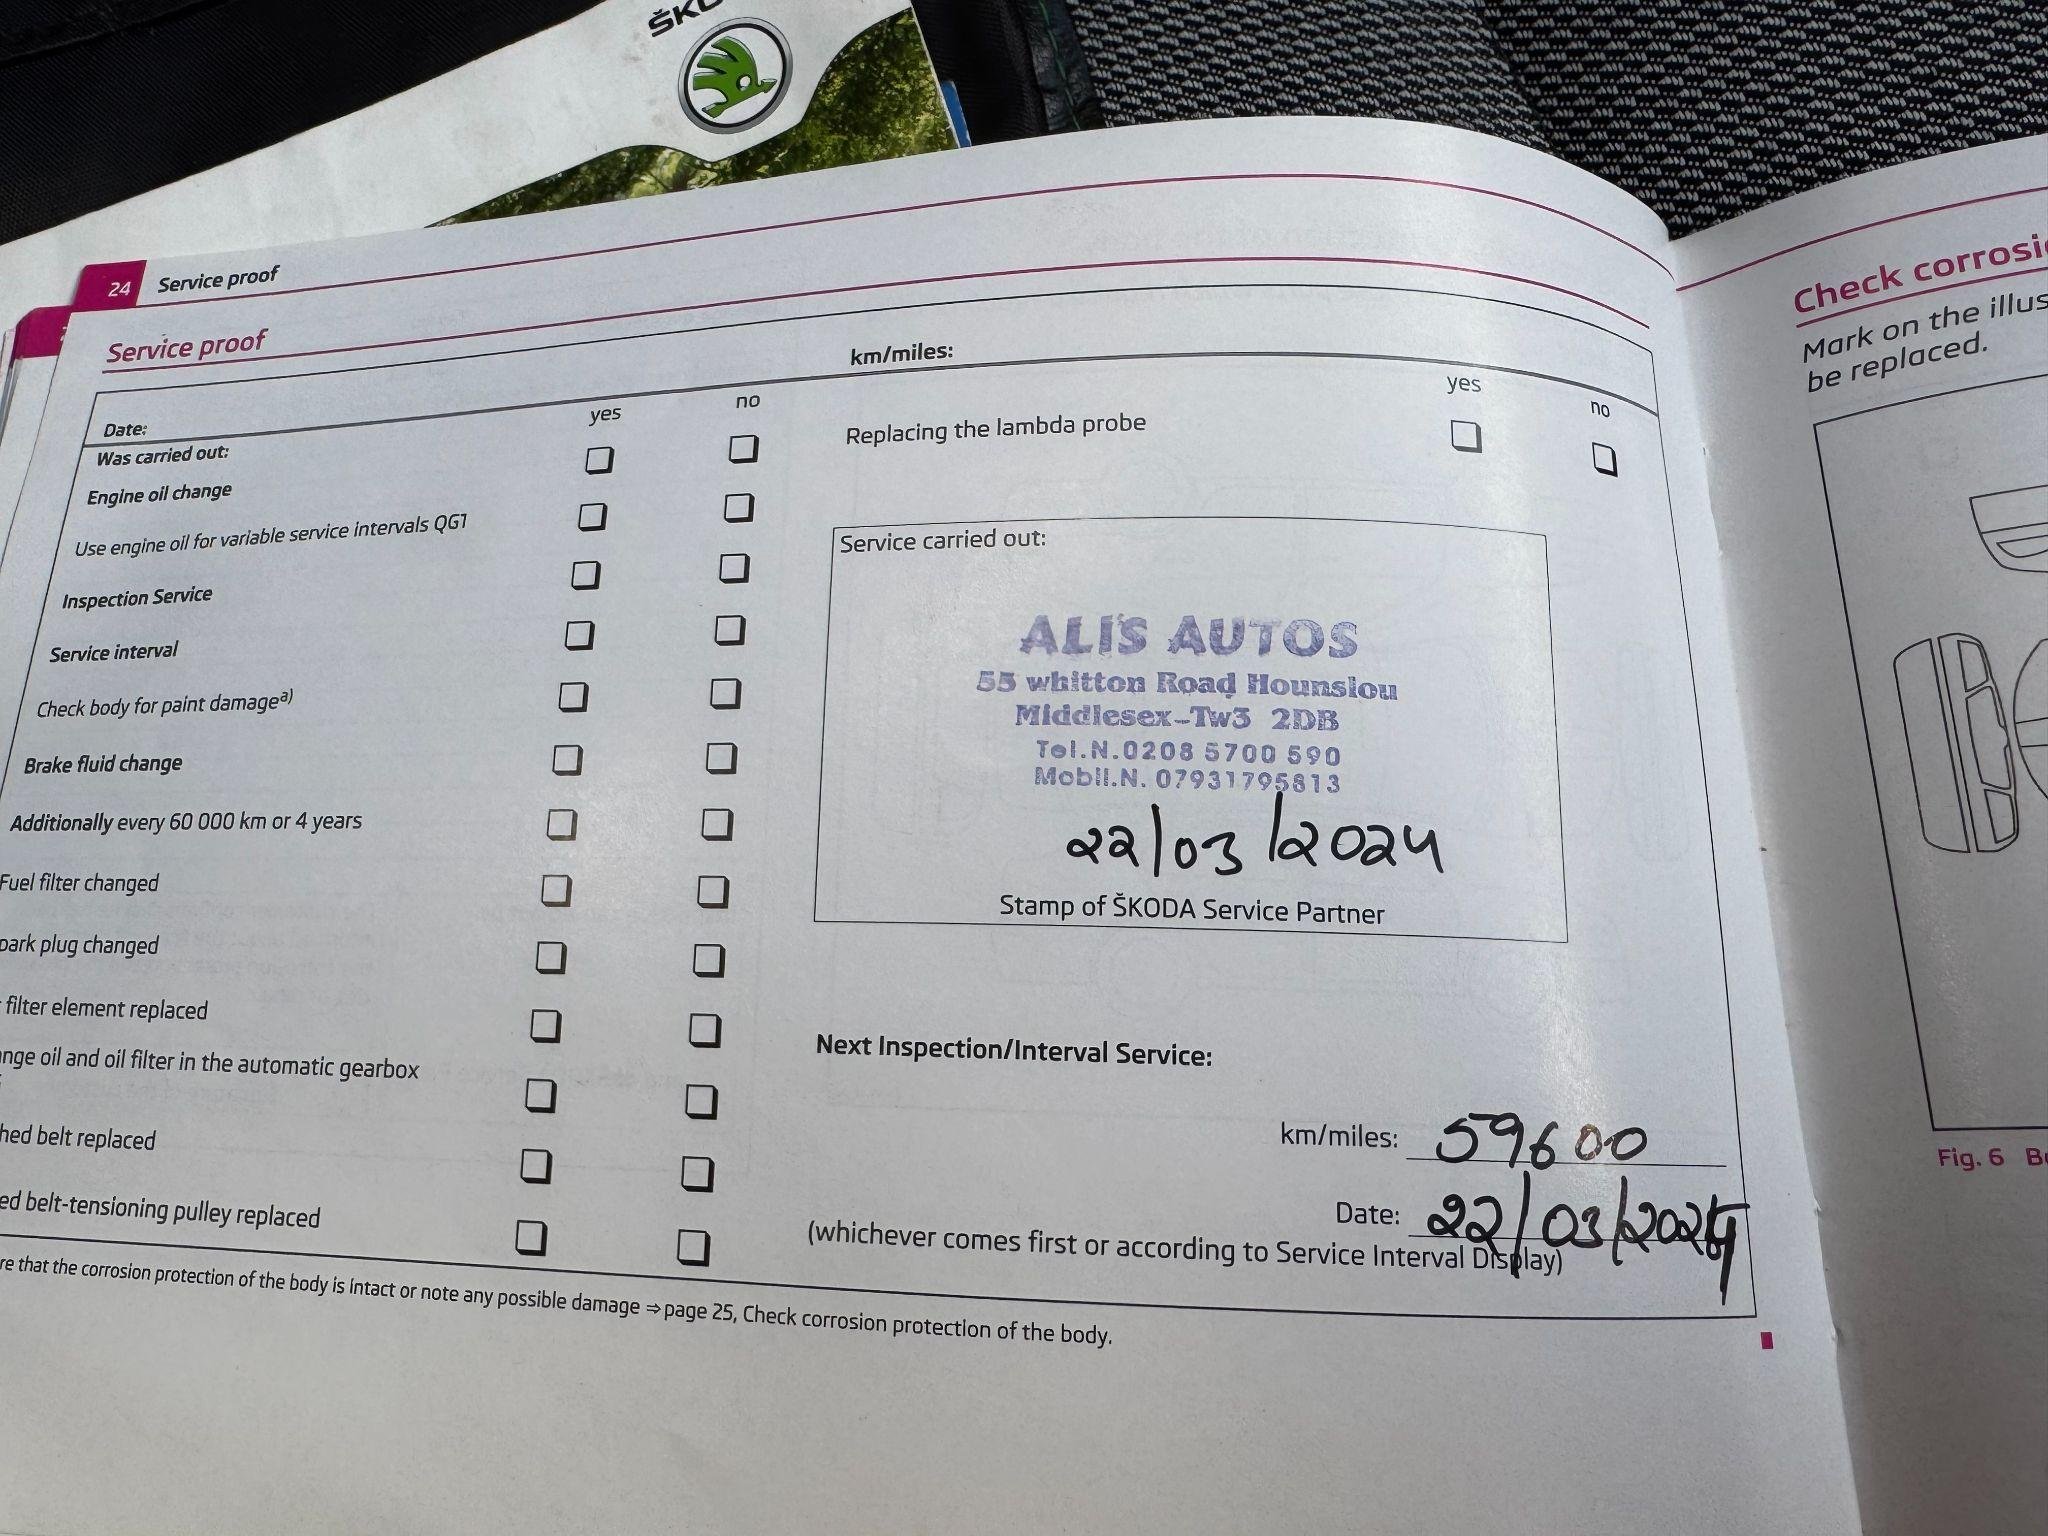 ŠKO
24 Service proof
Service proof
Date:
km/miles:
yes no
yes no
Was carried out:
Replacing the lambda probe
Engine oil change
Use engine oil for variable service intervals QG1
Inspection Service
Service interval
Check body for paint damagea)
Brake fluid change
Additionally every 60 000 km or 4 years
Fuel filter changed
park plug changed
filter element replaced
nge oil and oil filter in the automatic gearbox
hed belt replaced
ed belt-tensioning pulley replaced
Service carried out:
ALI'S AUTOS
55 whitton Road Hounslou
Middlesex-Tw3 2DB
Tel.N.0208 5700 590
Mobil.N. 07931795813
22/03/2024
Stamp of ŠKODA Service Partner
Next Inspection/Interval Service:
km/miles: 59600
Date: 22/03/202
(whichever comes first or according to Service Interval Display)
re that the corrosion protection of the body is intact or note any possible damage ⇒ page 25, Check corrosion protection of the body.
Check corrosi
Mark on the illus
be replaced.
Fig. 6 B